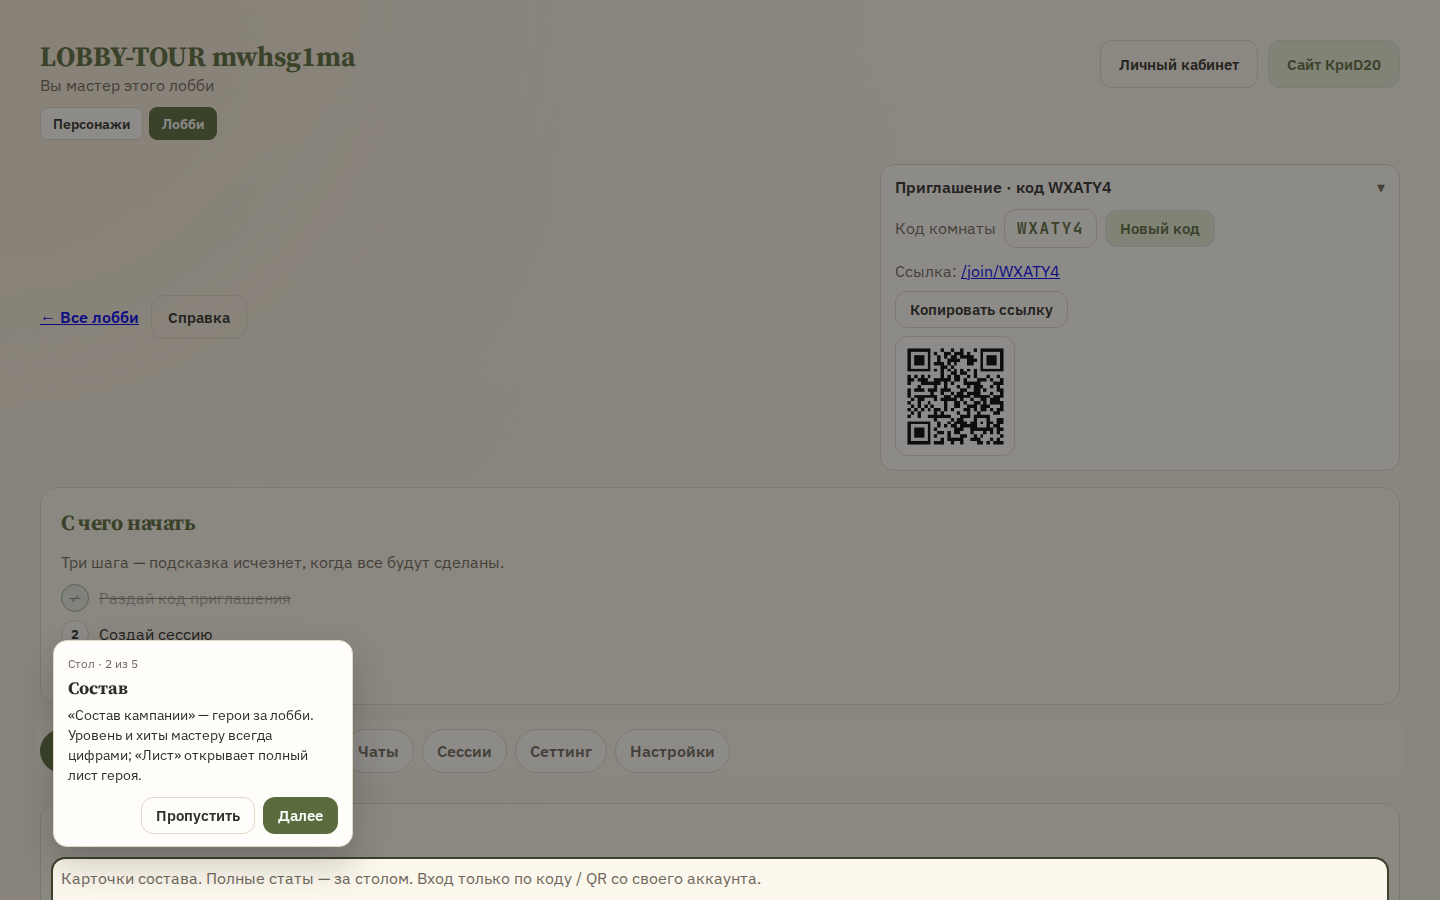 LOBBY-TOUR mwhsg1ma
Вы мастер этого лобби
Персонажи
Лобби
Личный кабинет
Сайт КриD20
Приглашение · код WXATY4
Код комнаты
WXATY4
Новый код
Ссылка: /join/WXATY4
Копировать ссылку
← Все лобби
Справка
С чего начать
Три шага — подсказка исчезнет, когда все будут сделаны.
✓ Раздай код приглашения
2 Создай сессию
Стол · 2 из 5
Состав
«Состав кампании» — герои за лобби.
Уровень и хиты мастеру всегда
цифрами; «Лист» открывает полный
лист героя.
Пропустить
Далее
Чаты
Сессии
Сеттинг
Настройки
Карточки состава. Полные статы — за столом. Вход только по коду / QR со своего аккаунта.